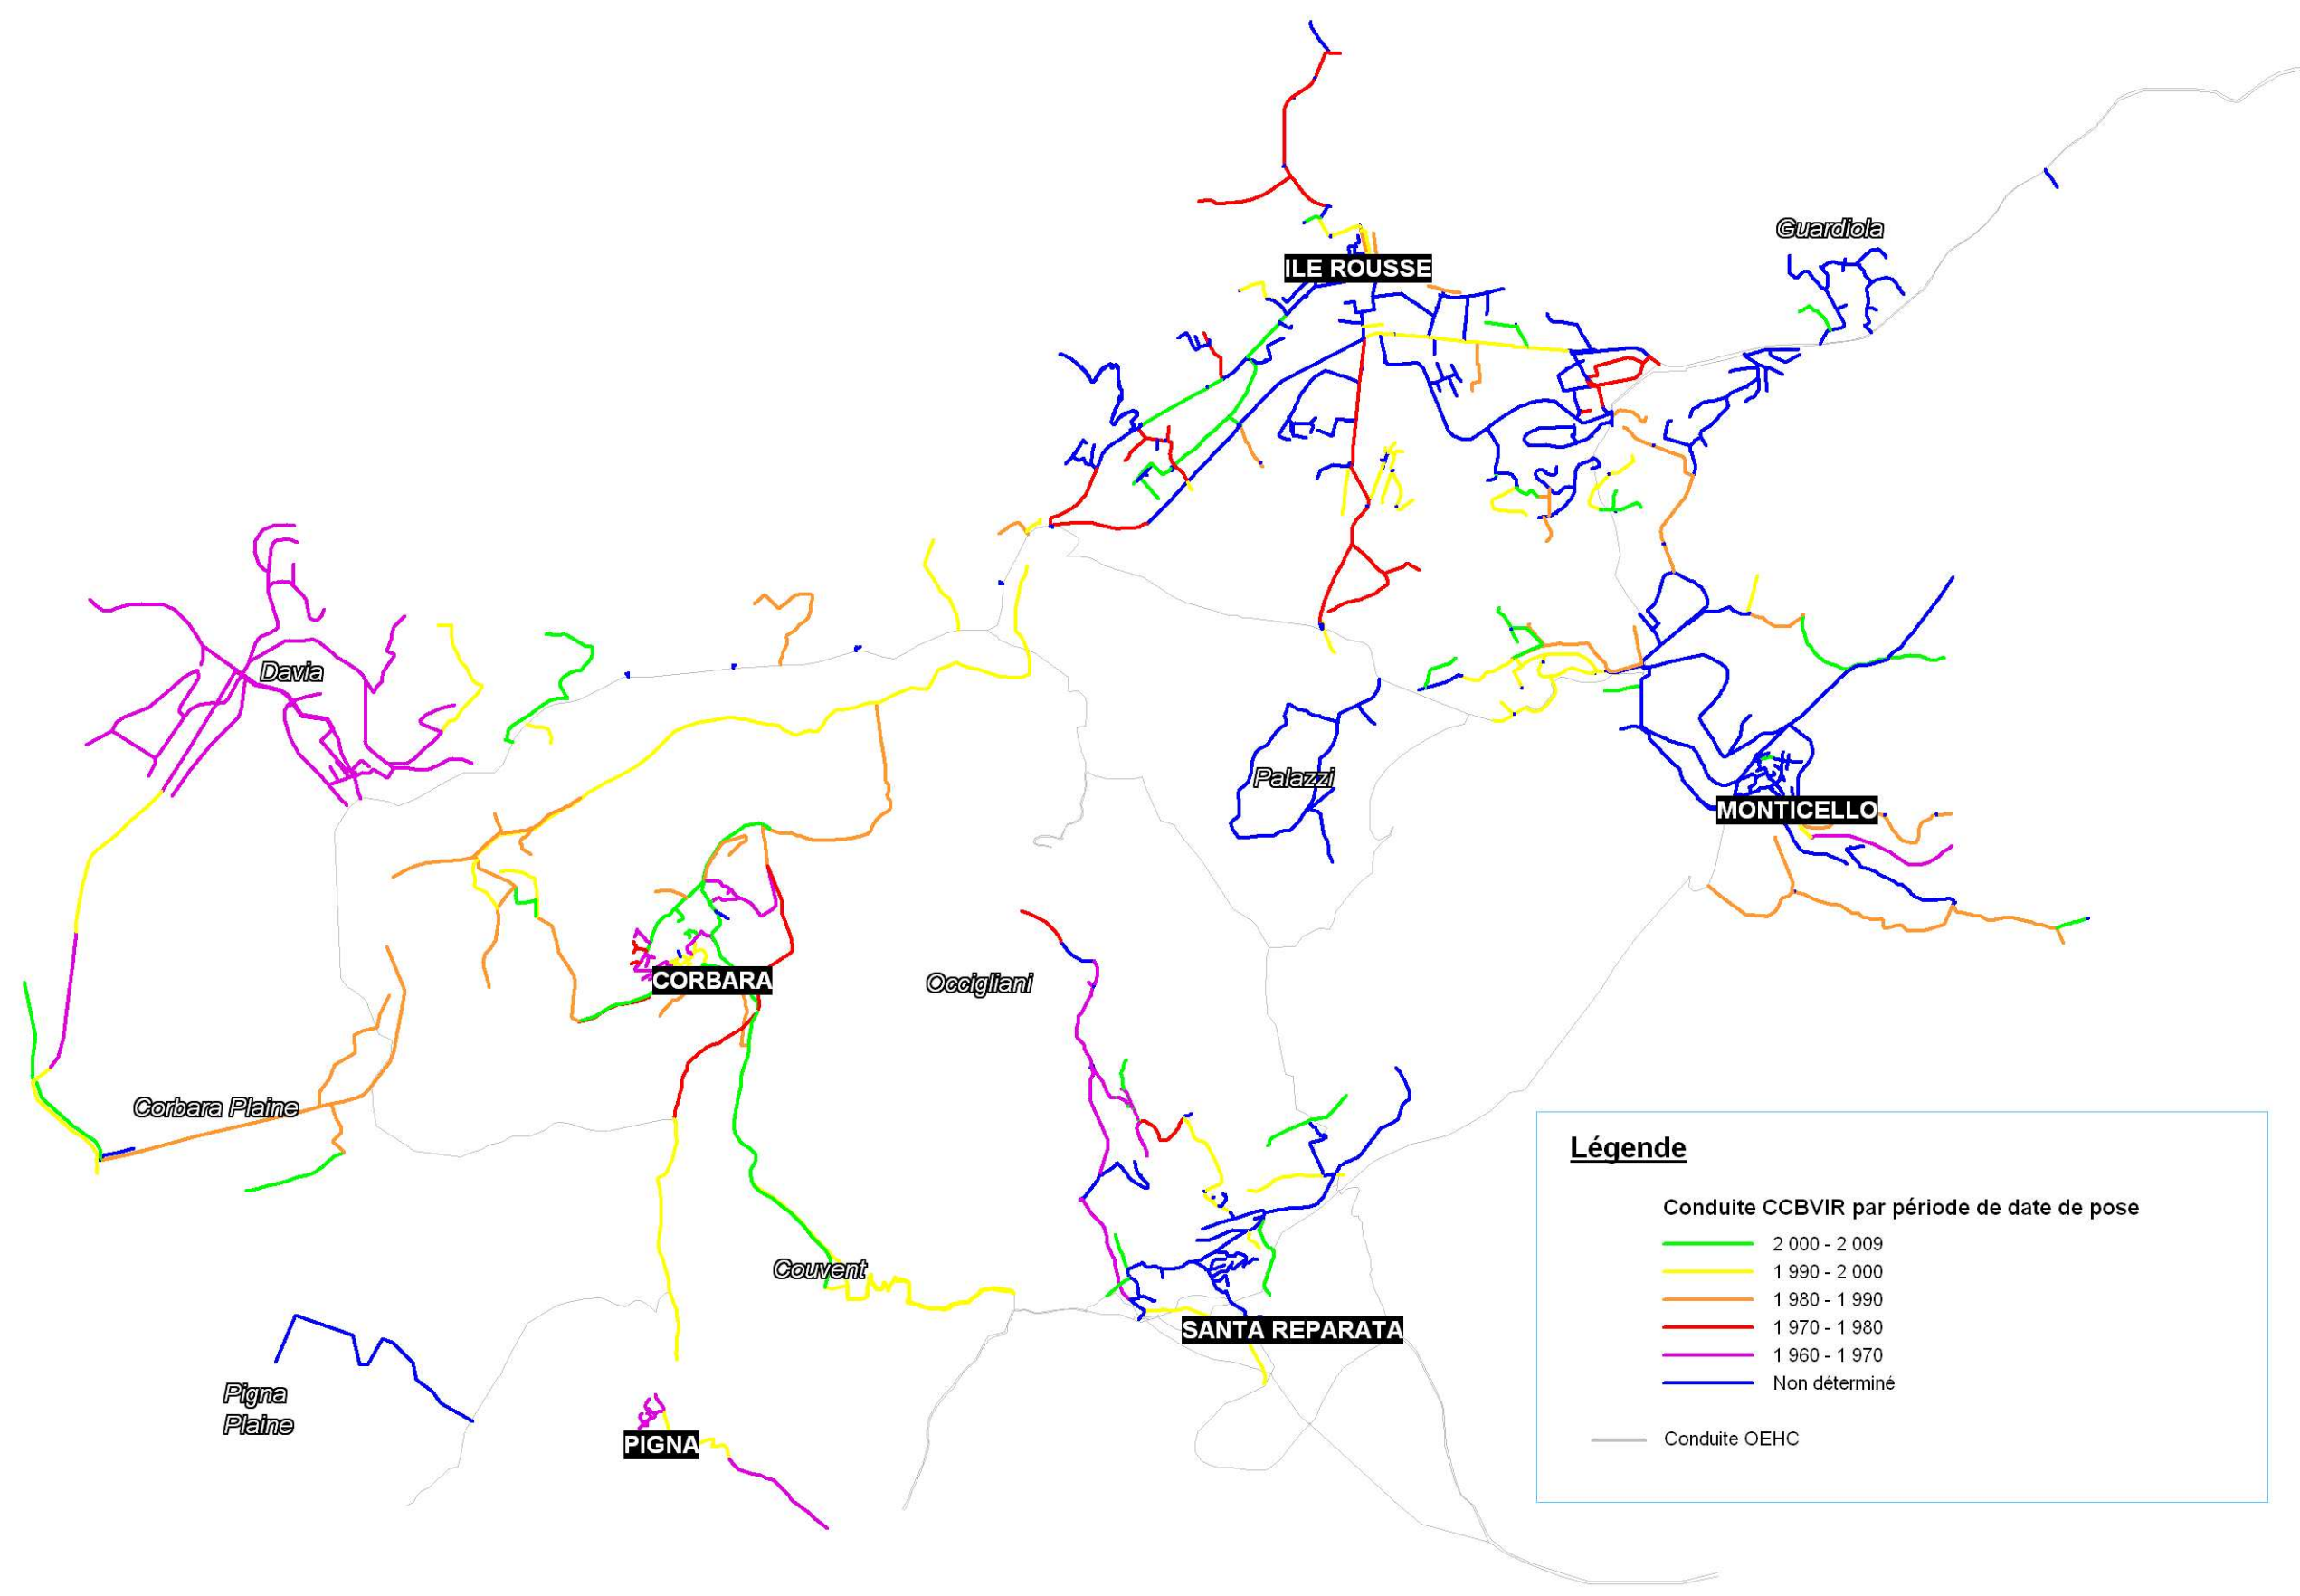 Guardiola
ILE ROUSSE
Davia
Palazzi
MONTICELLO
CORBARA
Occigliani
Corbara Plaine
Couvent
SANTA REPARATA
Pigna
Plaine
PIGNA
Légende
Conduite CCBVIR par période de date de pose
2 000 - 2 009
1 990 - 2 000
1 980 - 1 990
1 970 - 1 980
1 960 - 1 970
Non déterminé
Conduite OEHC